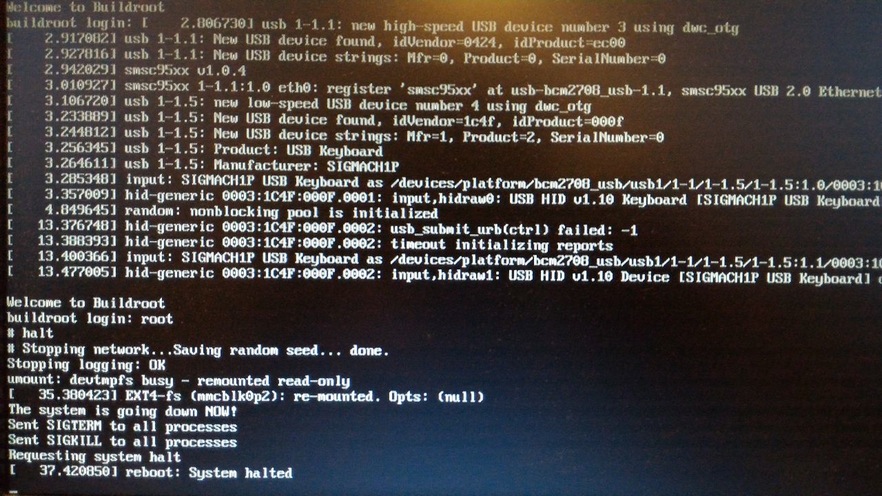 Welcome to Buildroot
buildroot login: [    2.806730] usb 1-1.1: new high-speed USB device number 3 using dwc_otg
[    2.917082] usb 1-1.1: New USB device found, idVendor=0424, idProduct=ec00
[    2.927816] usb 1-1.1: New USB device strings: Mfr=0, Product=0, SerialNumber=0
[    2.942029] smsc95xx v1.0.4
[    3.010927] smsc95xx 1-1.1:1.0 eth0: register 'smsc95xx' at usb-bcm2708_usb-1.1, smsc95xx USB 2.0 Ethernet
[    3.106720] usb 1-1.5: new low-speed USB device number 4 using dwc_otg
[    3.233889] usb 1-1.5: New USB device found, idVendor=1c4f, idProduct=000f
[    3.244812] usb 1-1.5: New USB device strings: Mfr=1, Product=2, SerialNumber=0
[    3.256345] usb 1-1.5: Product: USB Keyboard
[    3.264611] usb 1-1.5: Manufacturer: SIGMACH1P
[    3.285348] input: SIGMACH1P USB Keyboard as /devices/platform/bcm2708_usb/usb1/1-1/1-1.5/1-1.5:1.0/0003:1C
[    3.357009] hid-generic 0003:1C4F:000F.0001: input,hidraw0: USB HID v1.10 Keyboard [SIGMACH1P USB Keyboard
[    4.849645] random: nonblocking pool is initialized
[   13.376748] hid-generic 0003:1C4F:000F.0002: usb_submit_urb(ctrl) failed: -1
[   13.388393] hid-generic 0003:1C4F:000F.0002: timeout initializing reports
[   13.400366] input: SIGMACH1P USB Keyboard as /devices/platform/bcm2708_usb/usb1/1-1/1-1.5/1-1.5:1.1/0003:1C
[   13.477005] hid-generic 0003:1C4F:000F.0002: input,hidraw1: USB HID v1.10 Device [SIGMACH1P USB Keyboard]
Welcome to Buildroot
buildroot login: root
# halt
# Stopping network...Saving random seed... done.
Stopping logging: OK
umount: devtmpfs busy - remounted read-only
[   35.380423] EXT4-fs (mmcblk0p2): re-mounted. Opts: (null)
The system is going down NOW!
Sent SIGTERM to all processes
Sent SIGKILL to all processes
Requesting system halt
[   37.420850] reboot: System halted